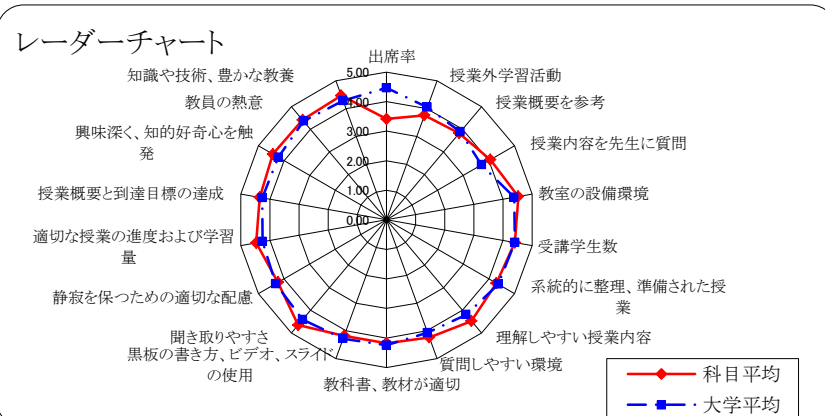 レーダーチャート
出席率
授業外学習活動
授業概要を参考
授業内容を先生に質問
教室の設備環境
受講学生数
系統的に整理、準備された授
業
理解しやすい授業内容
質問しやすい環境
教科書、教材が適切
黒板の書き方、ビデオ、スライド
の使用
聞き取りやすさ
静寂を保つための適切な配慮
適切な授業の進度および学習
量
授業概要と到達目標の達成
興味深く、知的好奇心を触
発
教員の熱意
知識や技術、豊かな教養
5.00
4.00
3.00
2.00
1.00
0.00
科目平均
大学平均